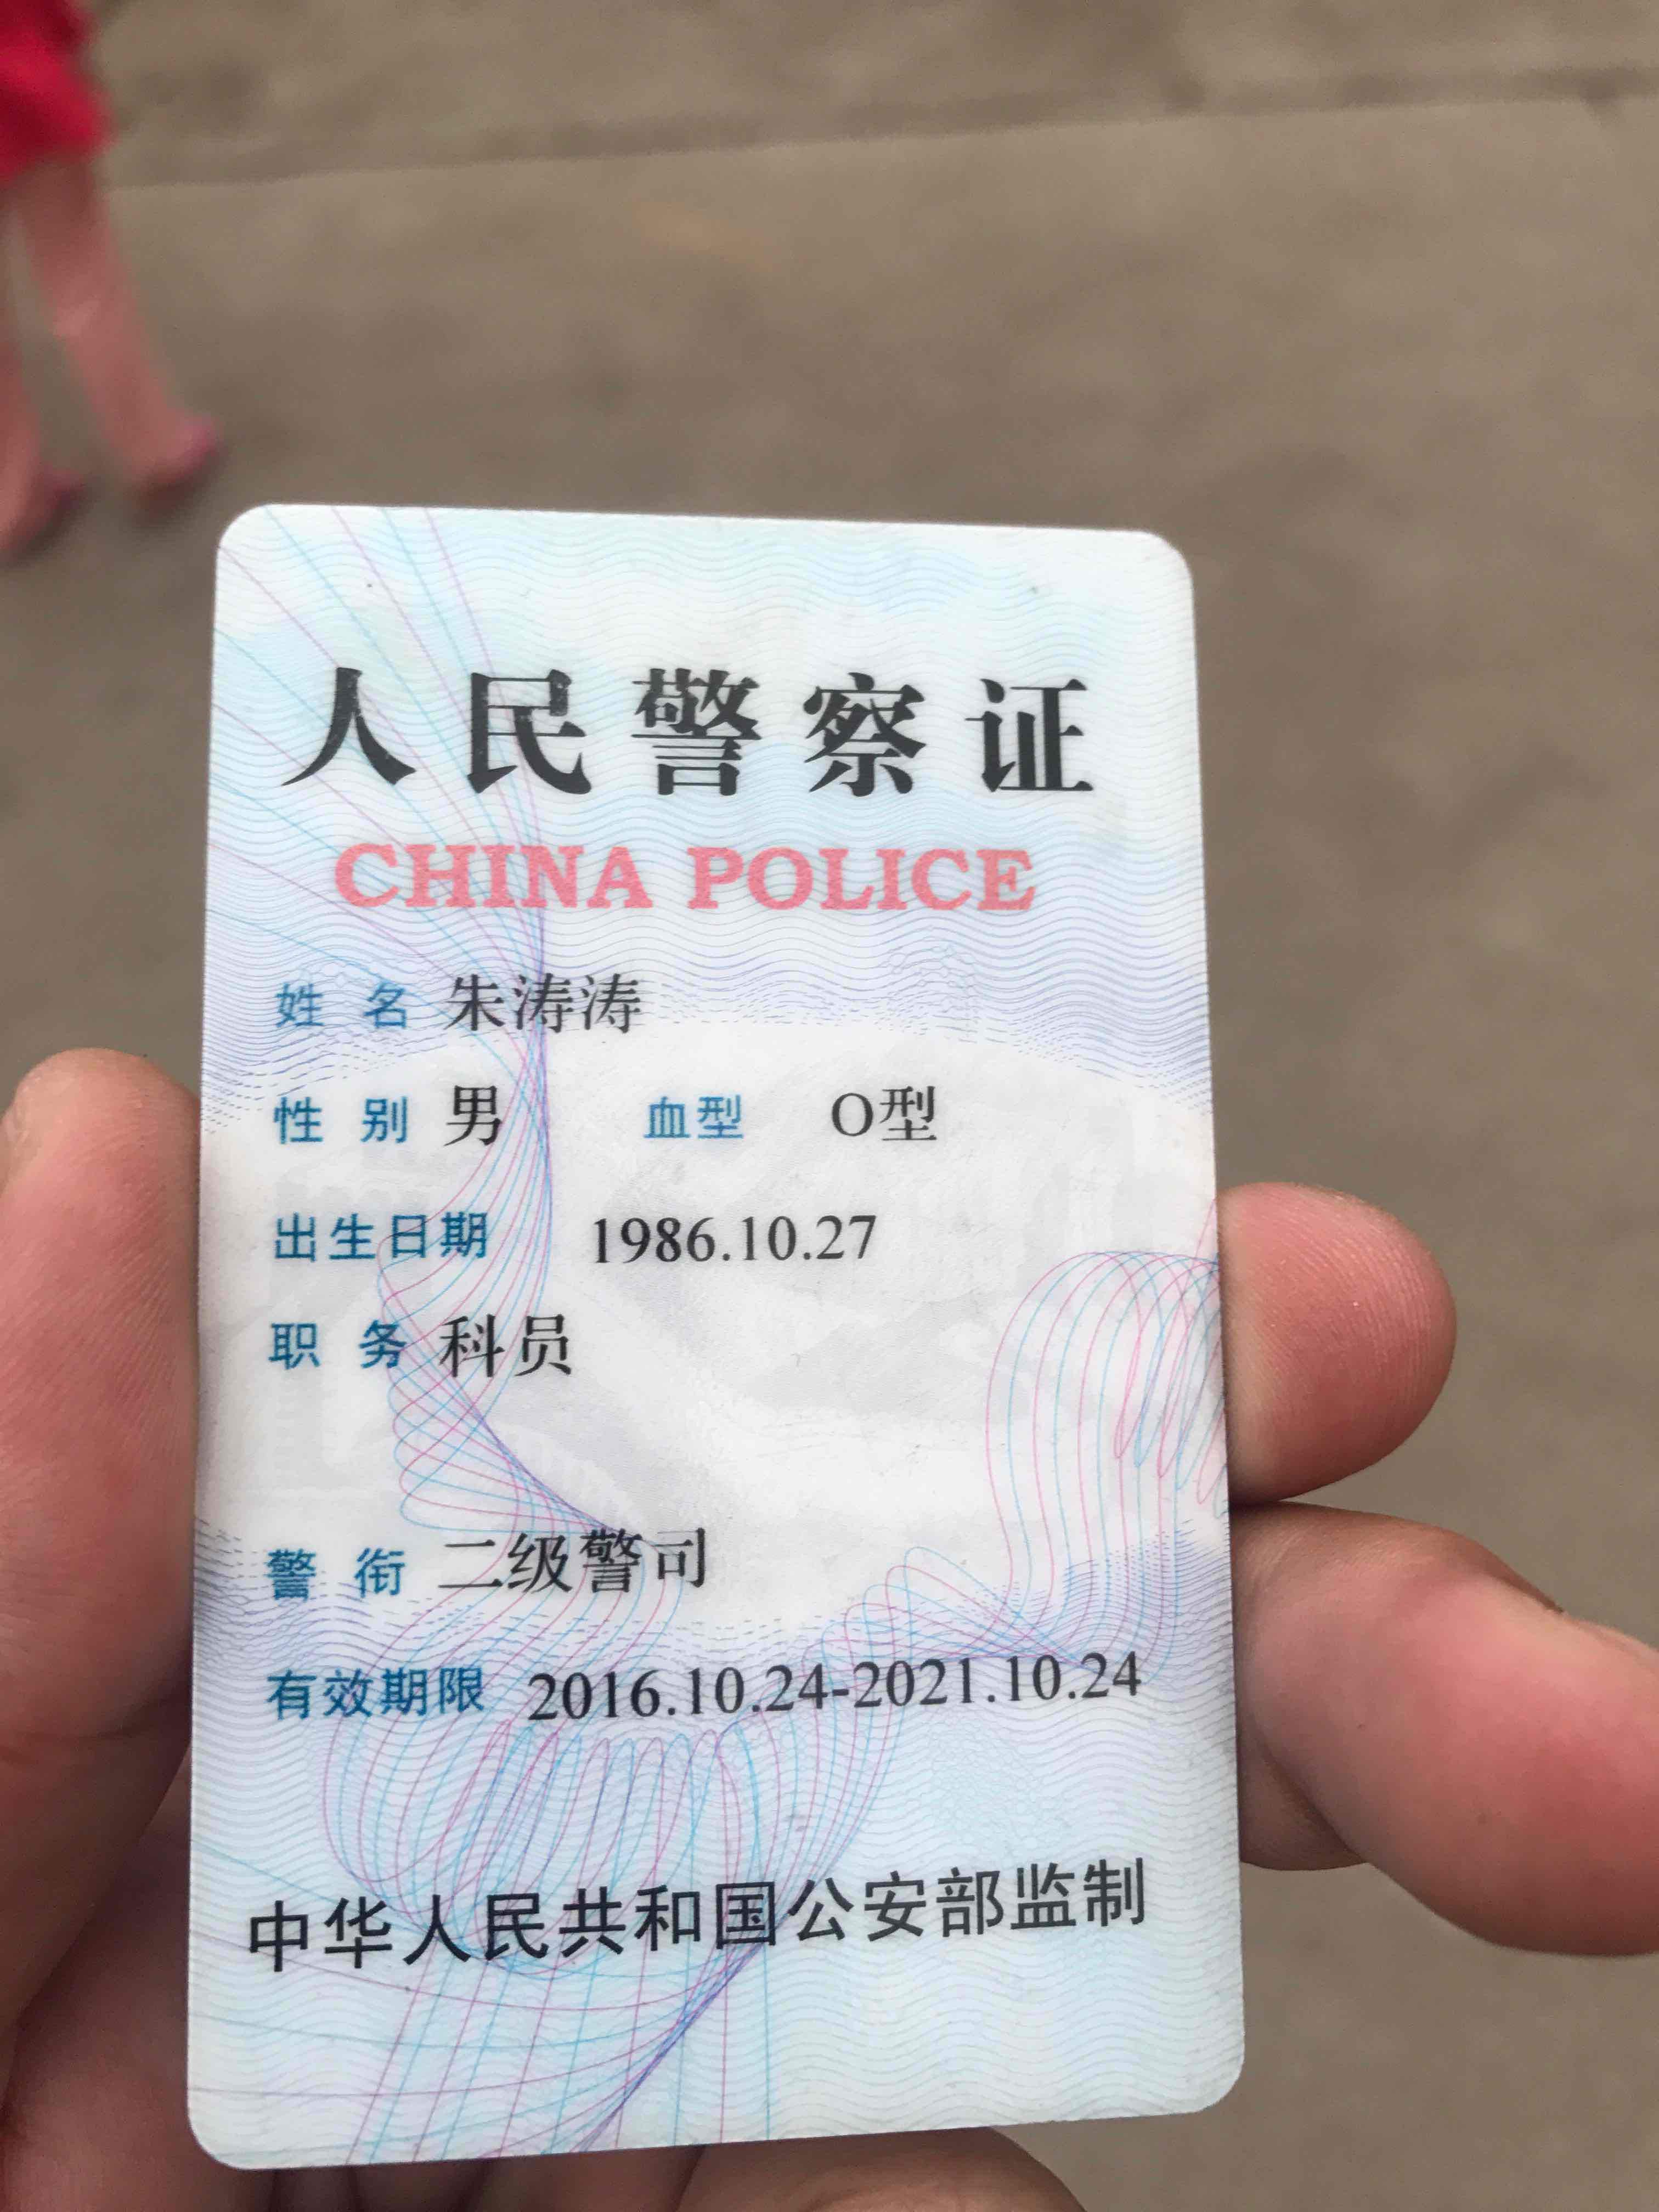 人民警察证
CHINA POLICE
姓 名 朱涛涛
性 别 男 血型 O型
出生日期 1986.10.27
职 务 科员
警 衔 二级警司
有效期限 2016.10.24-2021.10.24
中华人民共和国公安部监制